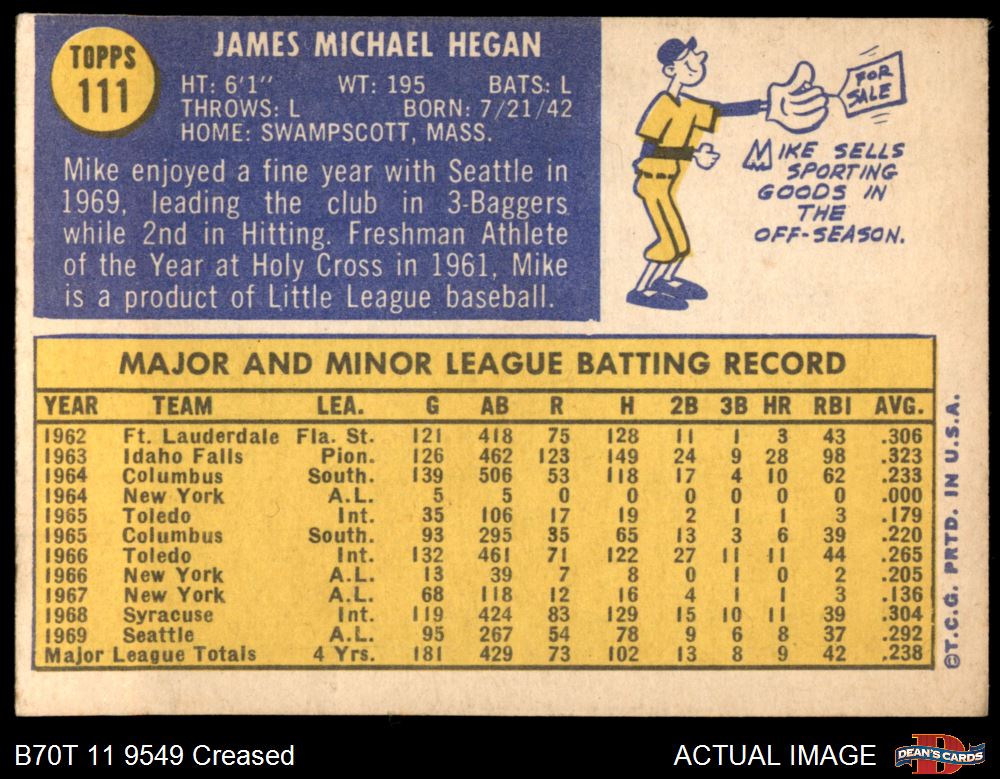 TOPPS
111
JAMES MICHAEL HEGAN
HT: 6'1" WT: 195 BATS: L
THROWS: L BORN: 7/21/42
HOME: SWAMPSCOTT, MASS.
Mike enjoyed a fine year with Seattle in
1969, leading the club in 3-Baggers
while 2nd in Hitting. Freshman Athlete
of the Year at Holy Cross in 1961, Mike
is a product of Little League baseball.
FOR
SALE
MIKE SELLS
SPORTING
GOODS IN
THE
OFF-SEASON.
MAJOR AND MINOR LEAGUE BATTING RECORD
YEAR TEAM LEA. G AB R H 2B 3B HR RBI AVG.
1962 Ft. Lauderdale Fla. St. 121 418 75 128 11 1 3 43 .306
1963 Idaho Falls Pion. 126 462 123 149 24 9 28 98 .323
1964 Columbus South. 139 506 53 118 17 4 10 62 .233
1964 New York A.L. 5 5 0 0 0 0 0 0 .000
1965 Toledo Int. 35 106 17 19 2 1 1 3 .179
1965 Columbus South. 93 295 35 65 13 3 6 39 .220
1966 Toledo Int. 132 461 71 122 27 11 11 44 .265
1966 New York A.L. 13 39 7 8 0 1 0 2 .205
1967 New York A.L. 68 118 12 16 4 1 1 3 .136
1968 Syracuse Int. 119 424 83 129 15 10 11 39 .304
1969 Seattle A.L. 95 267 54 78 9 6 8 37 .292
Major League Totals 4 Yrs. 181 429 73 102 13 8 9 42 .238
©T.C.G. PRTD. IN U.S.A.
B70T 11 9549 Creased
ACTUAL IMAGE
D
DEAN'S CARDS